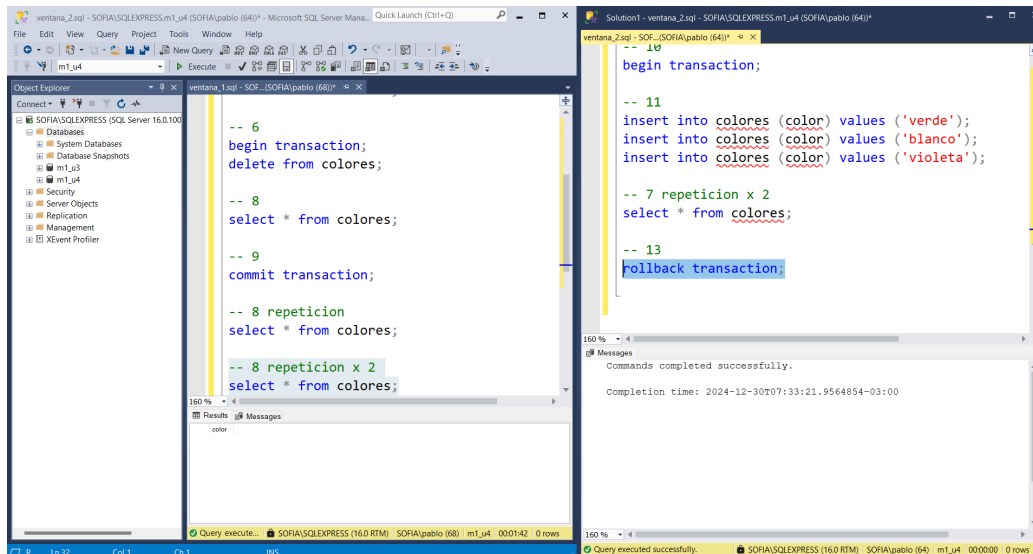 ventana_2.sql - SOFIA\SQLEXPRESS.m1_u4 (SOFIA\pablo (64))* - Microsoft SQL Server Mana...
Quick Launch (Ctrl+Q)
File Edit View Query Project Tools Window Help
New Query
m1_u4
Execute
Object Explorer
Connect
SOFIA\SQLEXPRESS (SQL Server 16.0.100
Databases
System Databases
Database Snapshots
m1_u3
m1_u4
Security
Server Objects
Replication
Management
XEvent Profiler
ventana_1.sql - SOF...(SOFIA\pablo (68))*
-- 6
begin transaction;
delete from colores;
-- 8
select * from colores;
-- 9
commit transaction;
-- 8 repeticion
select * from colores;
-- 8 repeticion x 2
select * from colores;
160 %
Results Messages
color
Query execute... SOFIA\SQLEXPRESS (16.0 RTM) SOFIA\pablo (68) m1_u4 00:01:42 0 rows
Ln 32 Col 1 Ch 1 INS
Solution1 - ventana_2.sql - SOFIA\SQLEXPRESS.m1_u4 (SOFIA\pablo (64))*
ventana_2.sql - SOF...(SOFIA\pablo (64))*
-- 10
begin transaction;
-- 11
insert into colores (color) values ('verde');
insert into colores (color) values ('blanco');
insert into colores (color) values ('violeta');
-- 7 repeticion x 2
select * from colores;
-- 13
rollback transaction;
160 %
Messages
Commands completed successfully.
Completion time: 2024-12-30T07:33:21.9564854-03:00
160 %
Query executed successfully. SOFIA\SQLEXPRESS (16.0 RTM) SOFIA\pablo (64) m1_u4 00:00:00 0 rows